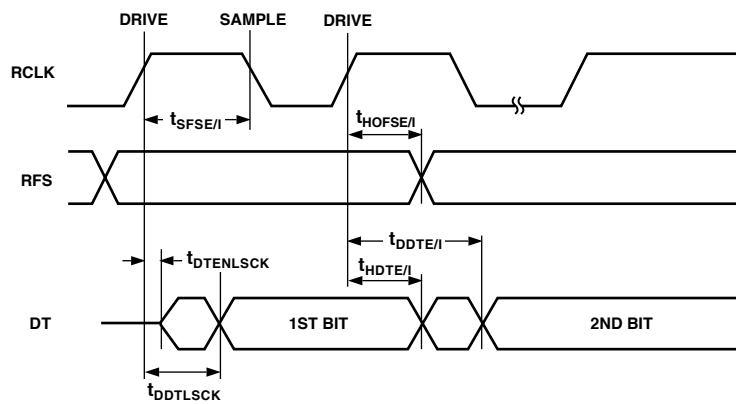 DRIVE SAMPLE DRIVE
RCLK
tSFSE/I
tHOFSE/I
RFS
tDDTE/I
tDTENLSCK
tHDTE/I
DT
1ST BIT
2ND BIT
tDDTLSCK